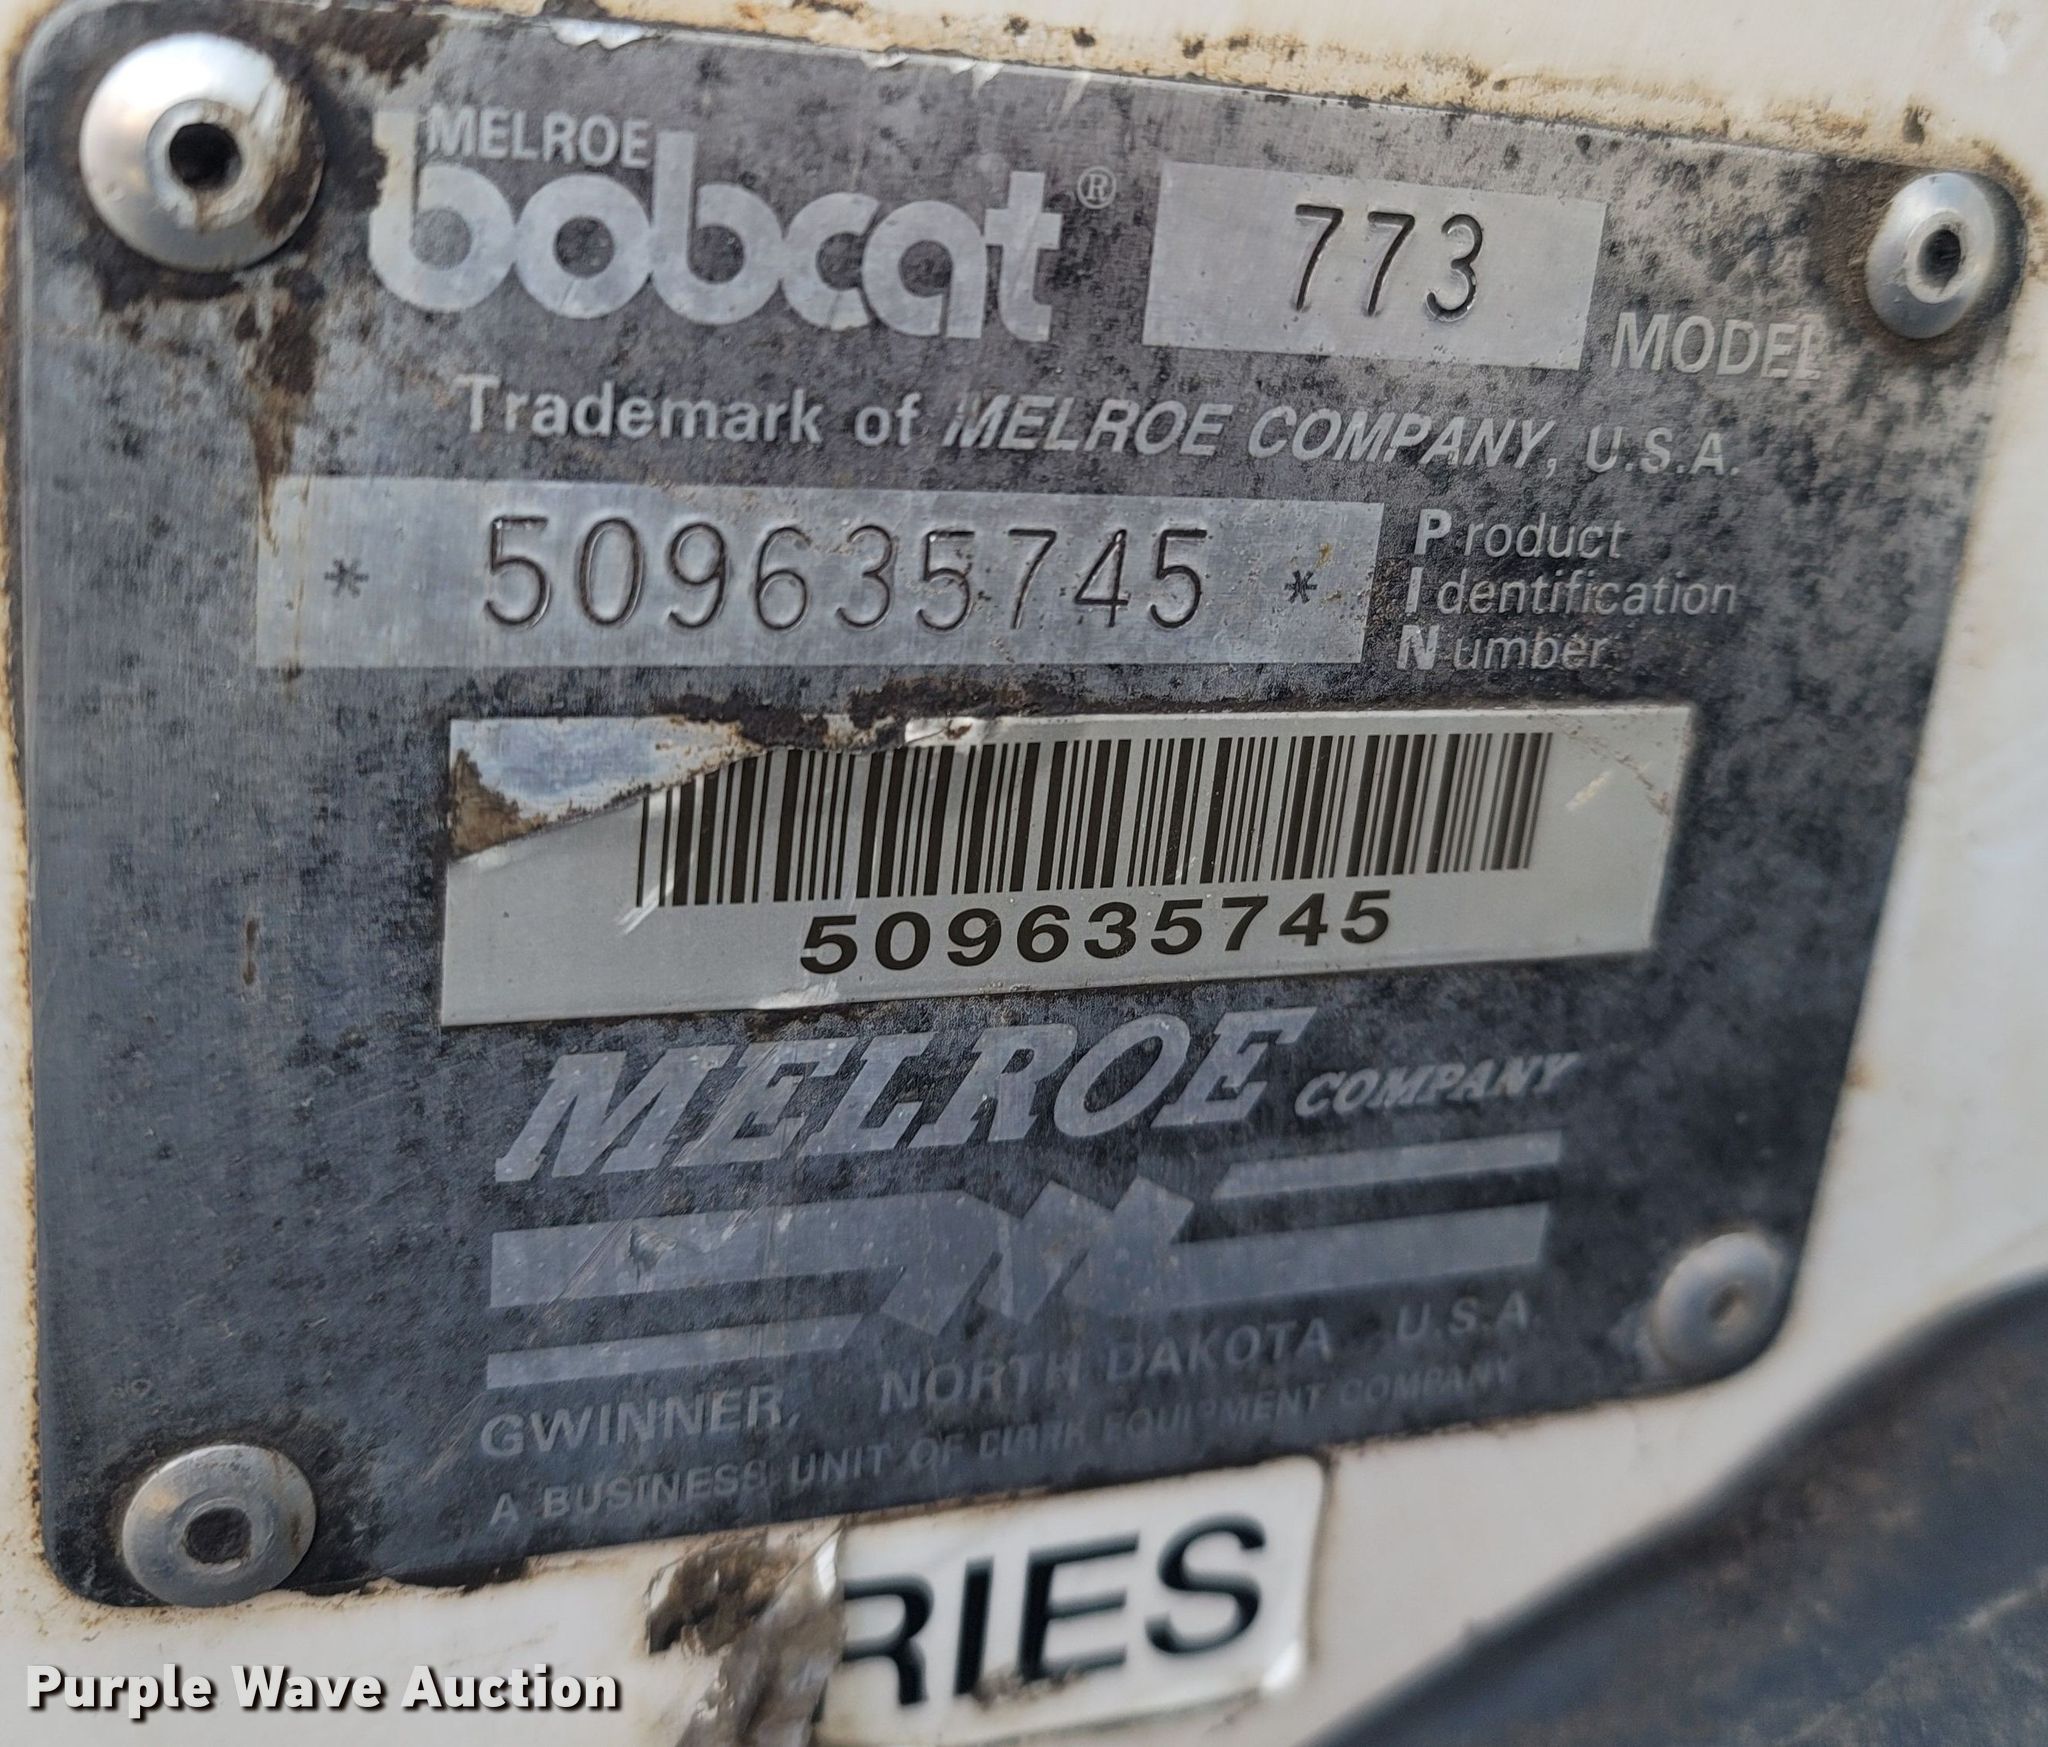 MELROE
bobcat® 773 MODEL
Trademark of MELROE COMPANY, U.S.A.
* 509635745 * Product
Identification
Number
509635745
MELROE COMPANY
GWINNER, NORTH DAKOTA U.S.A.
A BUSINESS UNIT OF CLARK EQUIPMENT COMPANY
RIES
Purple Wave Auction